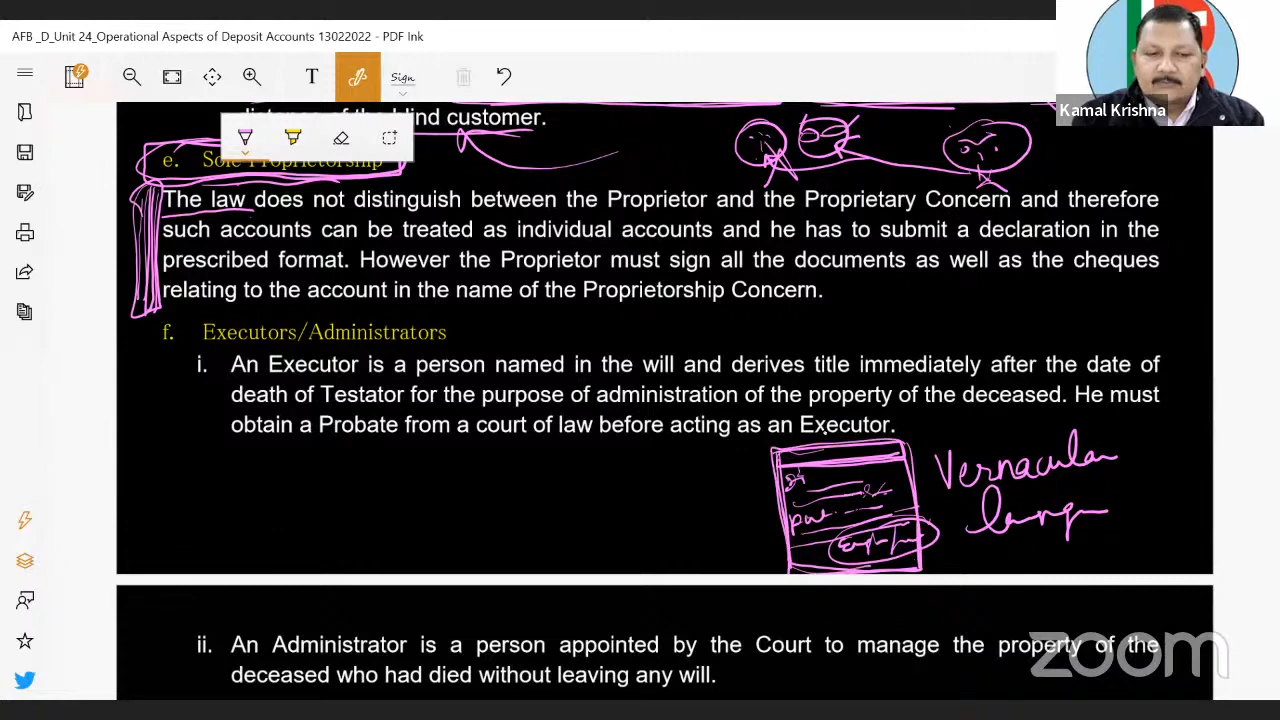 AFB _D_Unit 24_Operational Aspects of Deposit Accounts 13022022 - PDF Ink
T
Sign
Kamal Krishna
distance of the blind customer.
e. Sole Proprietorship
The law does not distinguish between the Proprietor and the Proprietary Concern and therefore
such accounts can be treated as individual accounts and he has to submit a declaration in the
prescribed format. However the Proprietor must sign all the documents as well as the cheques
relating to the account in the name of the Proprietorship Concern.
f. Executors/Administrators
i. An Executor is a person named in the will and derives title immediately after the date of
death of Testator for the purpose of administration of the property of the deceased. He must
obtain a Probate from a court of law before acting as an Executor.
Vernacular
ii. An Administrator is a person appointed by the Court to manage the property of the
deceased who had died without leaving any will.
zoom